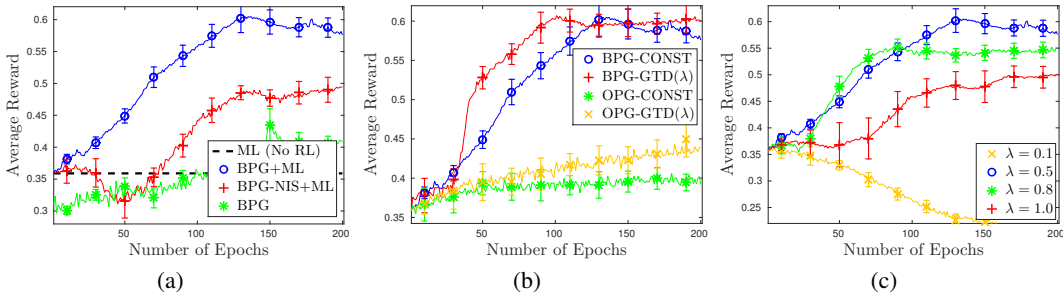 Average Reward
0.6
0.55
0.5
0.45
0.4
0.35
0.3
50
100
150
200
Number of Epochs
ML (No RL)
BPG+ML
BPG-NIS+ML
BPG
(a)
Average Reward
0.6
0.55
0.5
0.45
0.4
0.35
50
100
150
200
Number of Epochs
BPG-CONST
BPG-GTD(λ)
OPG-CONST
OPG-GTD(λ)
(b)
Average Reward
0.6
0.55
0.5
0.45
0.4
0.35
0.3
0.25
50
100
150
200
Number of Epochs
λ = 0.1
λ = 0.5
λ = 0.8
λ = 1.0
(c)